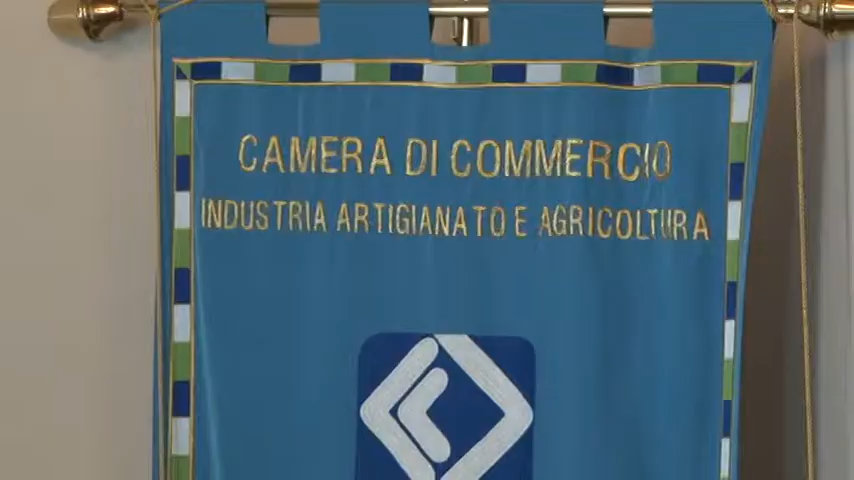 CAMERA DI COMMERCIO
INDUSTRIA ARTIGIANATO E AGRICOLTURA